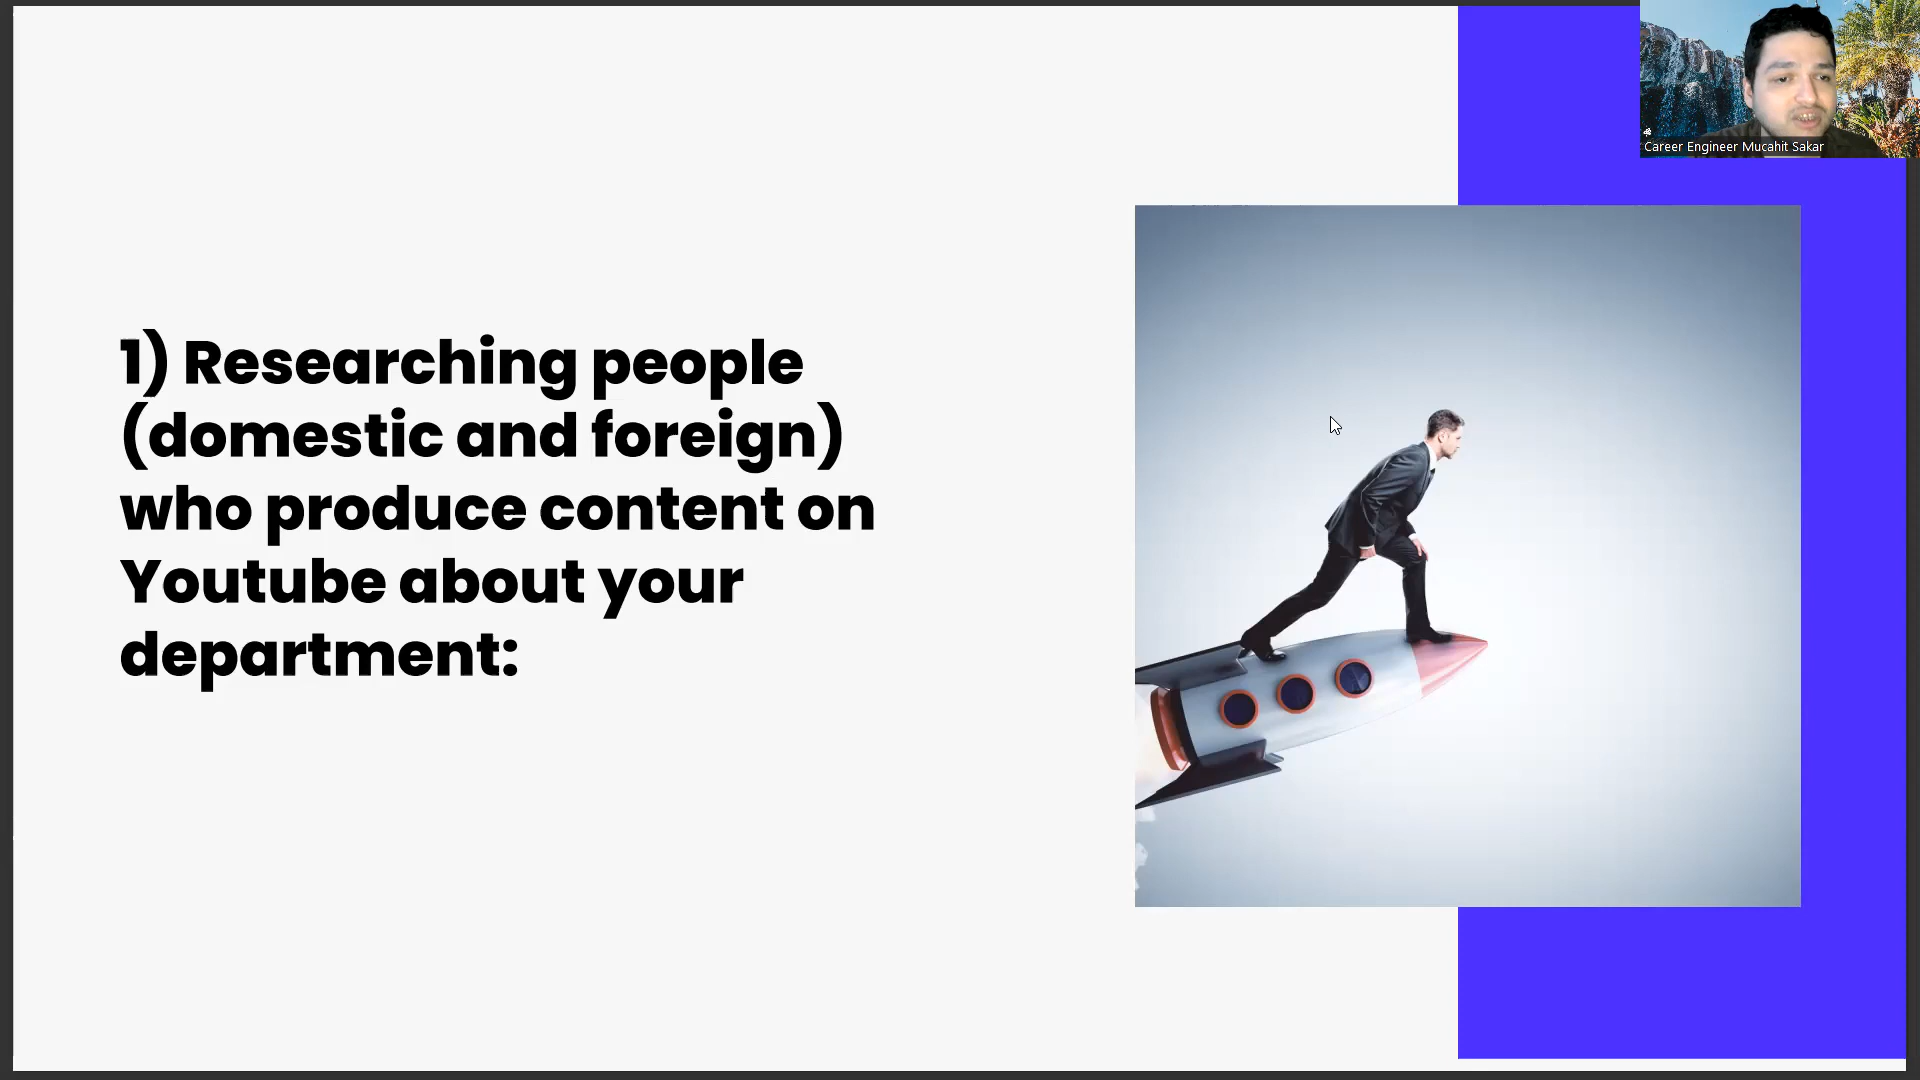 Career Engineer Mucahit Sakar
1) Researching people
(domestic and foreign)
who produce content on
Youtube about your
department: